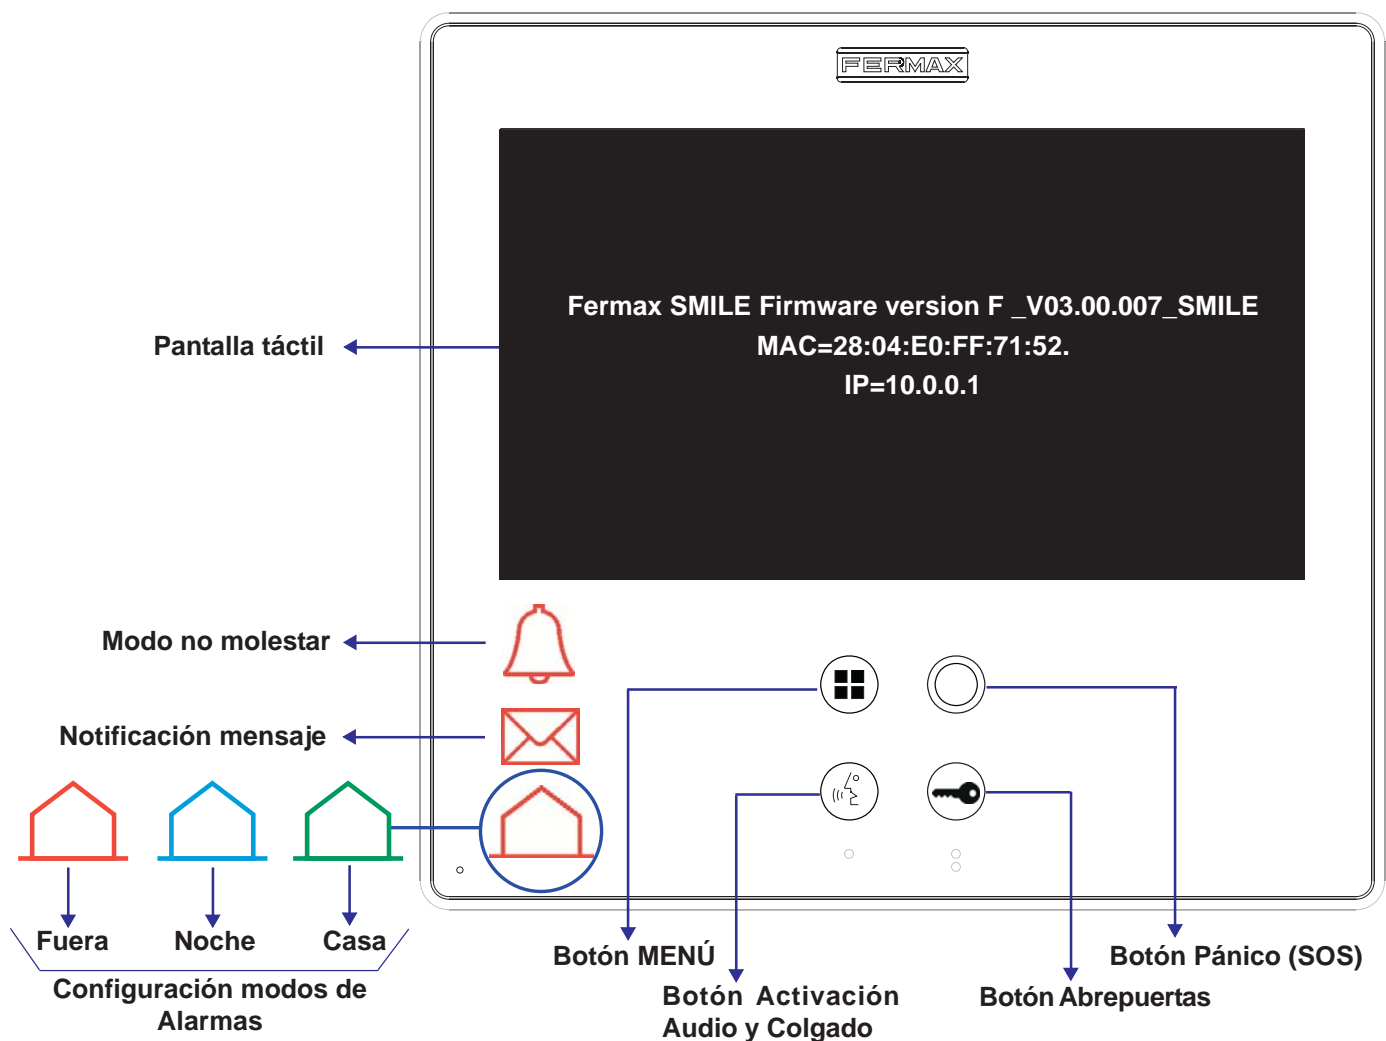 FERMAX
Fermax SMILE Firmware version F _V03.00.007_SMILE
MAC=28:04:E0:FF:71:52.
IP=10.0.0.1
Pantalla táctil
Modo no molestar
Notificación mensaje
Fuera
Noche
Casa
Configuración modos de
Alarmas
Botón MENÚ
Botón Activación
Audio y Colgado
Botón Abrepuertas
Botón Pánico (SOS)